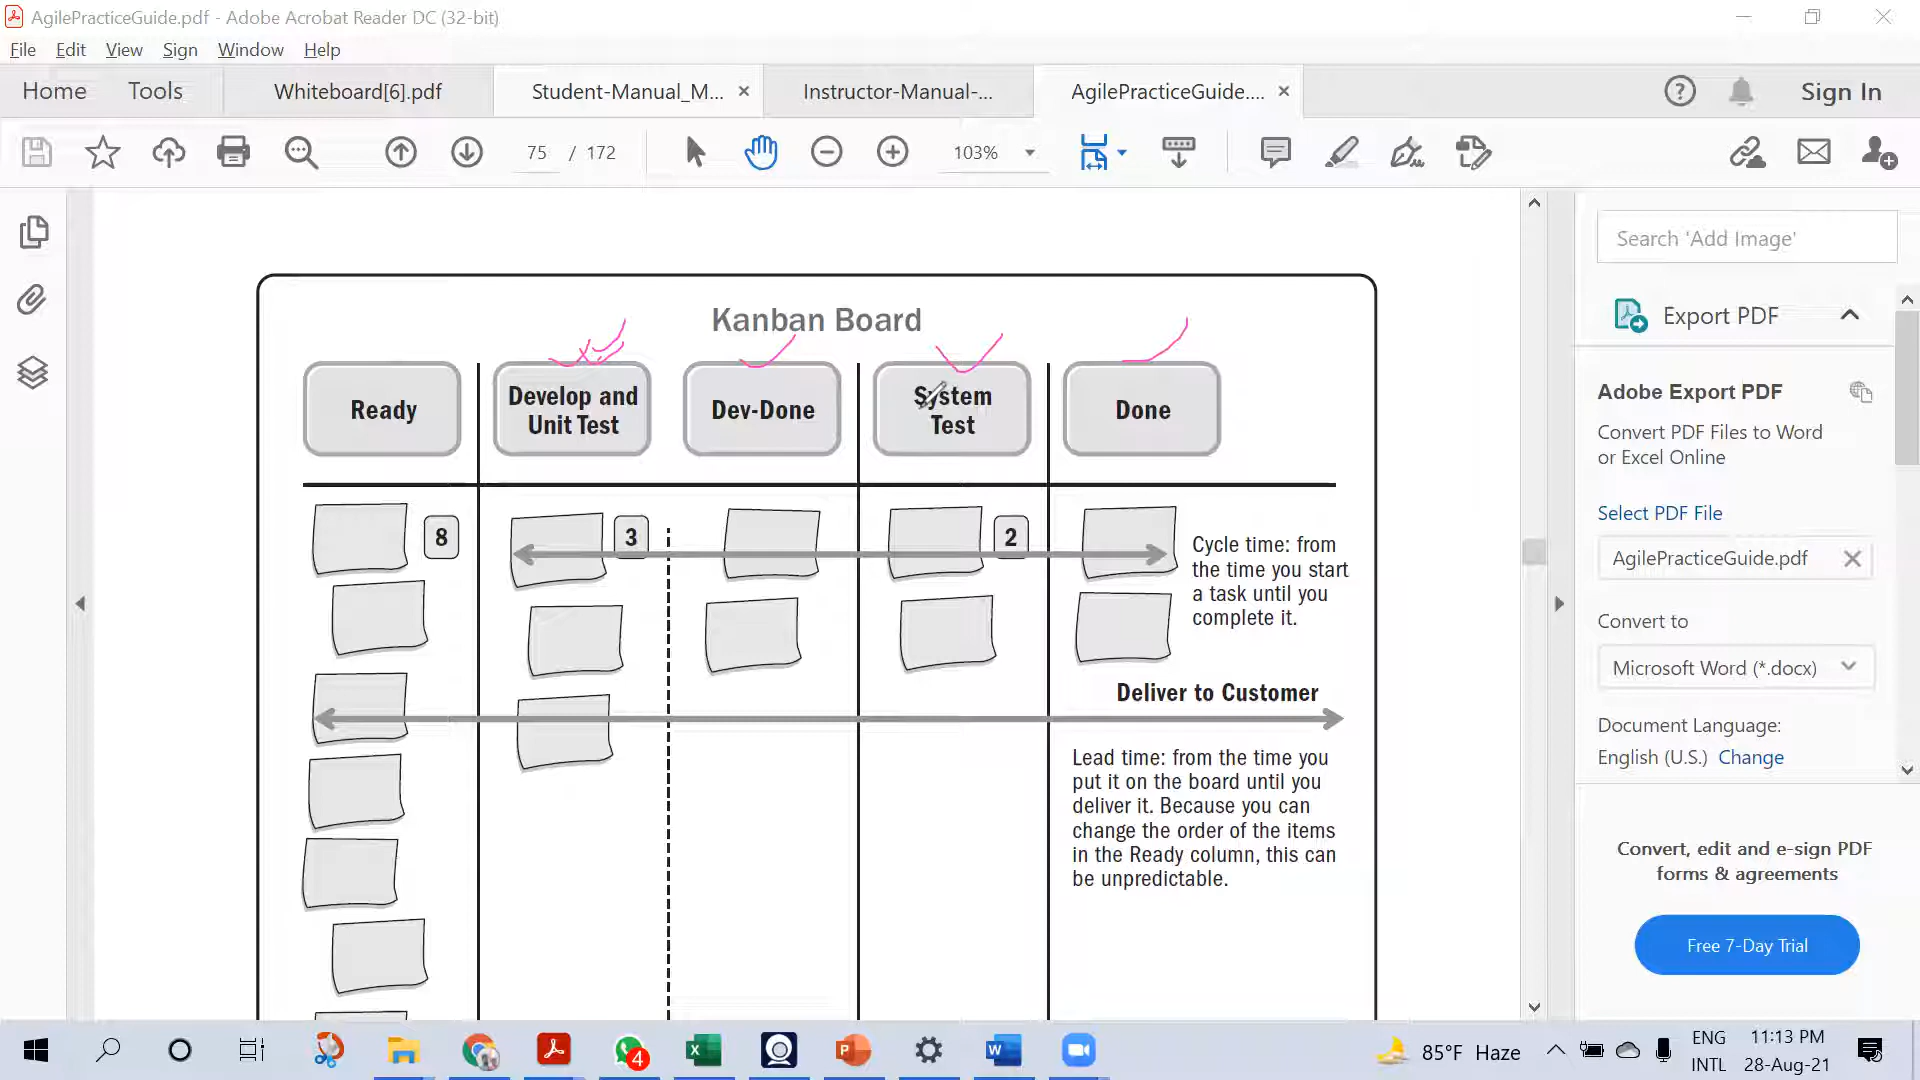 AgilePracticeGuide.pdf - Adobe Acrobat Reader DC (32-bit)
File Edit View Sign Window Help
Home Tools Whiteboard[6].pdf Student-Manual_M... × Instructor-Manual-... AgilePracticeGuide.... × Sign In
75 / 172 103%
Search 'Add Image'
Export PDF
Adobe Export PDF
Convert PDF Files to Word
or Excel Online
Select PDF File
AgilePracticeGuide.pdf
Convert to
Microsoft Word (*.docx)
Document Language:
English (U.S.) Change
Convert, edit and e-sign PDF
forms & agreements
Free 7-Day Trial
Kanban Board
Ready
Develop and
Unit Test
Dev-Done
System
Test
Done
8
3
2
Cycle time: from
the time you start
a task until you
complete it.
Deliver to Customer
Lead time: from the time you
put it on the board until you
deliver it. Because you can
change the order of the items
in the Ready column, this can
be unpredictable.
4
85°F Haze
ENG
INTL
11:13 PM
28-Aug-21